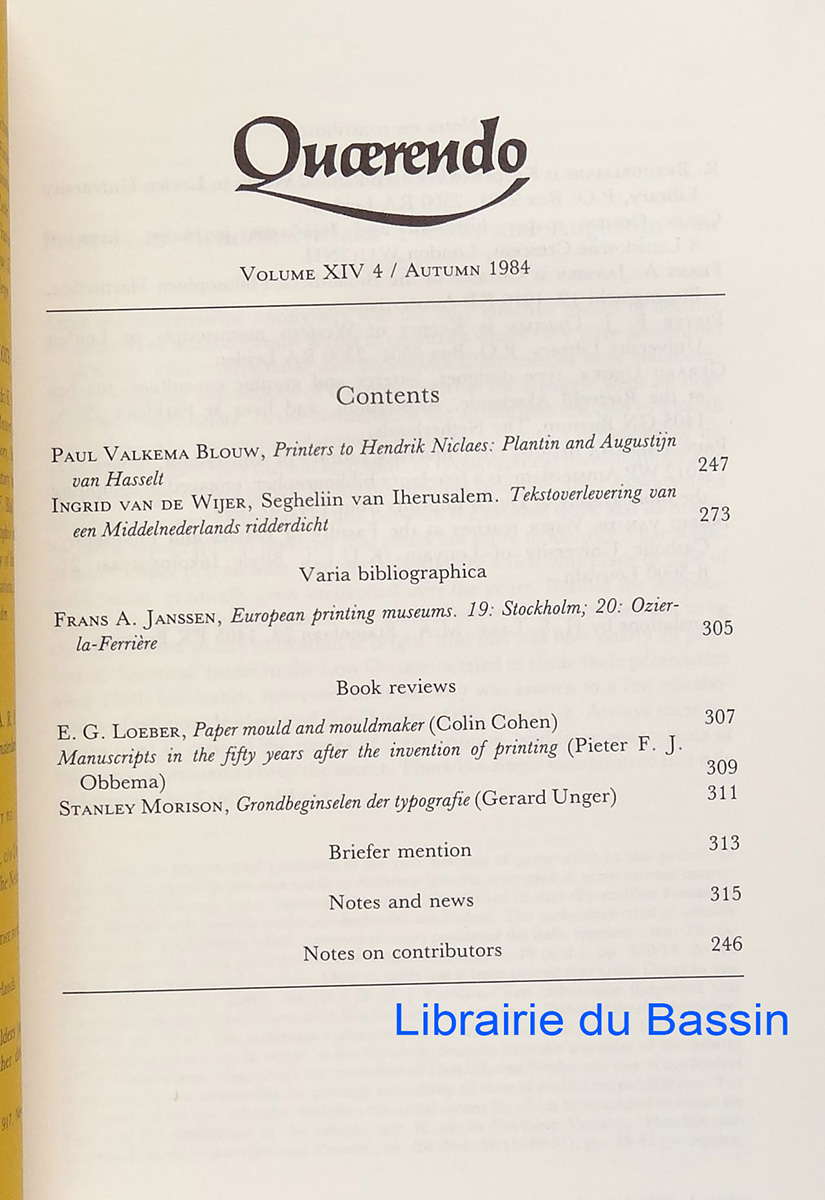 Quærendo
VOLUME XIV 4 / AUTUMN 1984
Contents
PAUL VALKEMA BLOUW, Printers to Hendrik Niclaes: Plantin and Augustijn
van Hasselt 247
INGRID VAN DE WIJER, Segheliin van Iherusalem. Tekstoverlevering van
een Middelnederlands ridderdicht 273
Varia bibliographica
FRANS A. JANSSEN, European printing museums. 19: Stockholm; 20: Ozier-
la-Ferrière 305
Book reviews
E. G. LOEBER, Paper mould and mouldmaker (Colin Cohen) 307
Manuscripts in the fifty years after the invention of printing (Pieter F. J.
Obbema) 309
STANLEY MORISON, Grondbeginselen der typografie (Gerard Unger) 311
Briefer mention 313
Notes and news 315
Notes on contributors 246
Librairie du Bassin